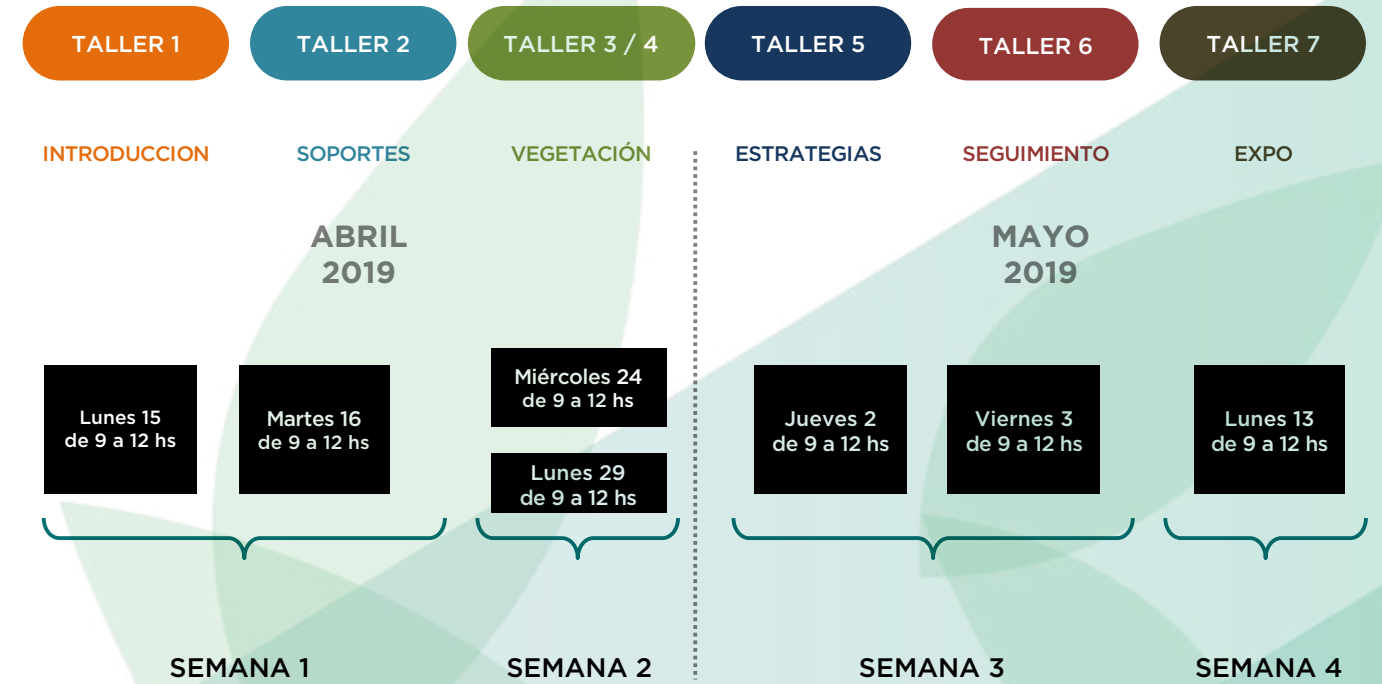 TALLER 1
TALLER 2
TALLER 3 / 4
TALLER 5
TALLER 6
TALLER 7
INTRODUCCION
SOPORTES
VEGETACIÓN
ESTRATEGIAS
SEGUIMIENTO
EXPO
ABRIL
2019
MAYO
2019
Lunes 15
de 9 a 12 hs
Martes 16
de 9 a 12 hs
Miércoles 24
de 9 a 12 hs
Lunes 29
de 9 a 12 hs
Jueves 2
de 9 a 12 hs
Viernes 3
de 9 a 12 hs
Lunes 13
de 9 a 12 hs
SEMANA 1
SEMANA 2
SEMANA 3
SEMANA 4